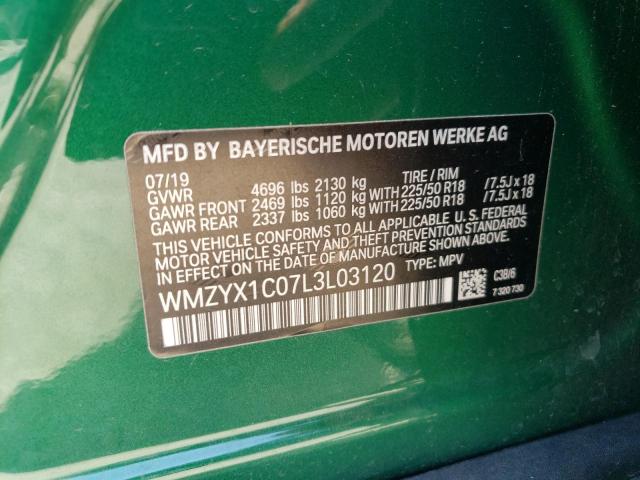 MFD BY BAYERISCHE MOTOREN WERKE AG
07/19 TIRE / RIM
GVWR 4696 lbs 2130 kg
GAWR FRONT 2469 lbs 1120 kg WITH 225/50 R18 /7.5J x 18
GAWR REAR 2337 lbs 1060 kg WITH 225/50 R18 /7.5J x 18
THIS VEHICLE CONFORMS TO ALL APPLICABLE U.S. FEDERAL
MOTOR VEHICLE SAFETY AND THEFT PREVENTION STANDARDS
IN EFFECT ON THE DATE OF MANUFACTURE SHOWN ABOVE.
WMZYX1C07L3L03120 TYPE: MPV
C38/6
7 320 730